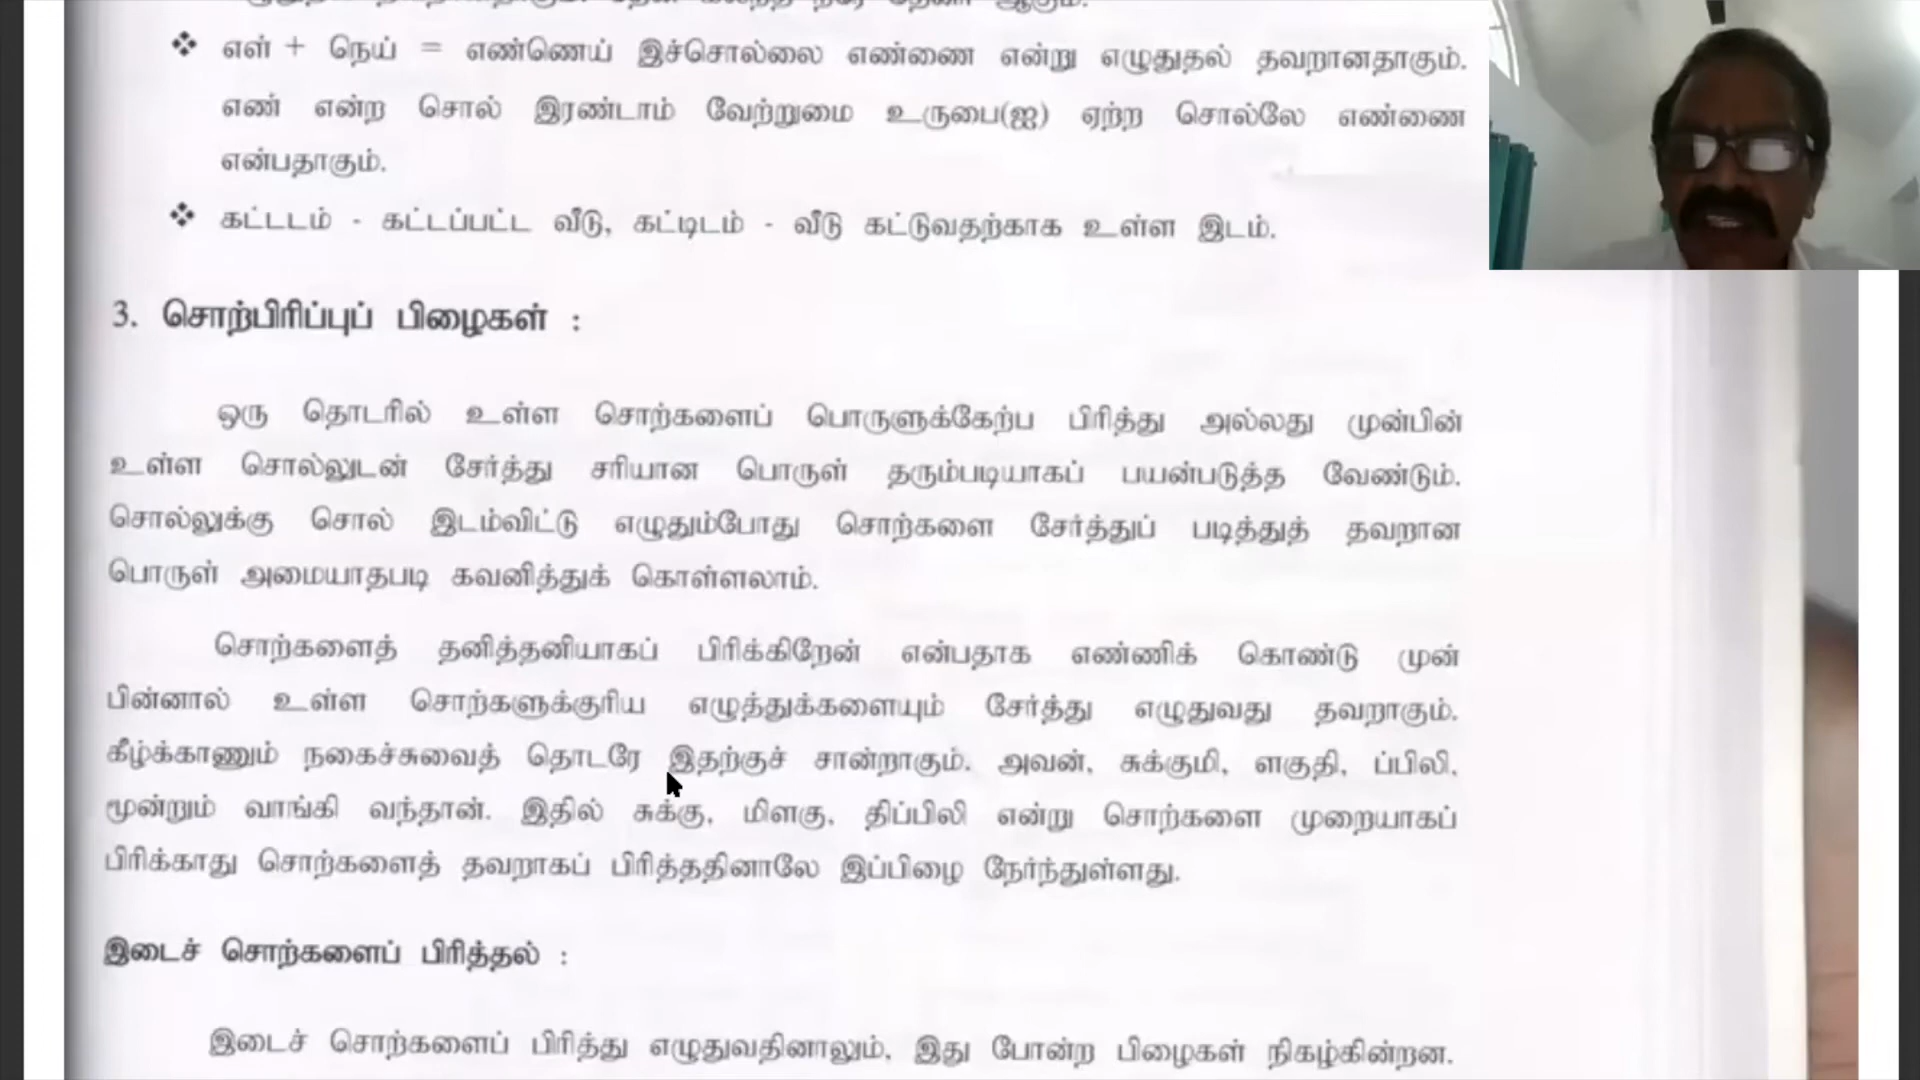 ❖ எள் + நெய் = எண்ணெய் இச்சொல்லை எண்ணை என்று எழுதுதல் தவறானதாகும்.
எண் என்ற சொல் இரண்டாம் வேற்றுமை உருபை(ஐ) ஏற்ற சொல்லே எண்ணை
என்பதாகும்.
❖ கட்டடம் - கட்டப்பட்ட வீடு, கட்டிடம் - வீடு கட்டுவதற்காக உள்ள இடம்.
3. சொற்பிரிப்புப் பிழைகள் :
ஒரு தொடரில் உள்ள சொற்களைப் பொருளுக்கேற்ப பிரித்து அல்லது முன்பின்
உள்ள சொல்லுடன் சேர்த்து சரியான பொருள் தரும்படியாகப் பயன்படுத்த வேண்டும்.
சொல்லுக்கு சொல் இடம்விட்டு எழுதும்போது சொற்களை சேர்த்துப் படித்துத் தவறான
பொருள் அமையாதபடி கவனித்துக் கொள்ளலாம்.
சொற்களைத் தனித்தனியாகப் பிரிக்கிறேன் என்பதாக எண்ணிக் கொண்டு முன்
பின்னால் உள்ள சொற்களுக்குரிய எழுத்துக்களையும் சேர்த்து எழுதுவது தவறாகும்.
கீழ்க்காணும் நகைச்சுவைத் தொடரே இதற்குச் சான்றாகும். அவன், சுக்குமி, ளகுதி, ப்பிலி,
மூன்றும் வாங்கி வந்தான். இதில் சுக்கு, மிளகு, திப்பிலி என்று சொற்களை முறையாகப்
பிரிக்காது சொற்களைத் தவறாகப் பிரித்ததினாலே இப்பிழை நேர்ந்துள்ளது.
இடைச் சொற்களைப் பிரித்தல் :
இடைச் சொற்களைப் பிரித்து எழுதுவதினாலும், இது போன்ற பிழைகள் நிகழ்கின்றன.